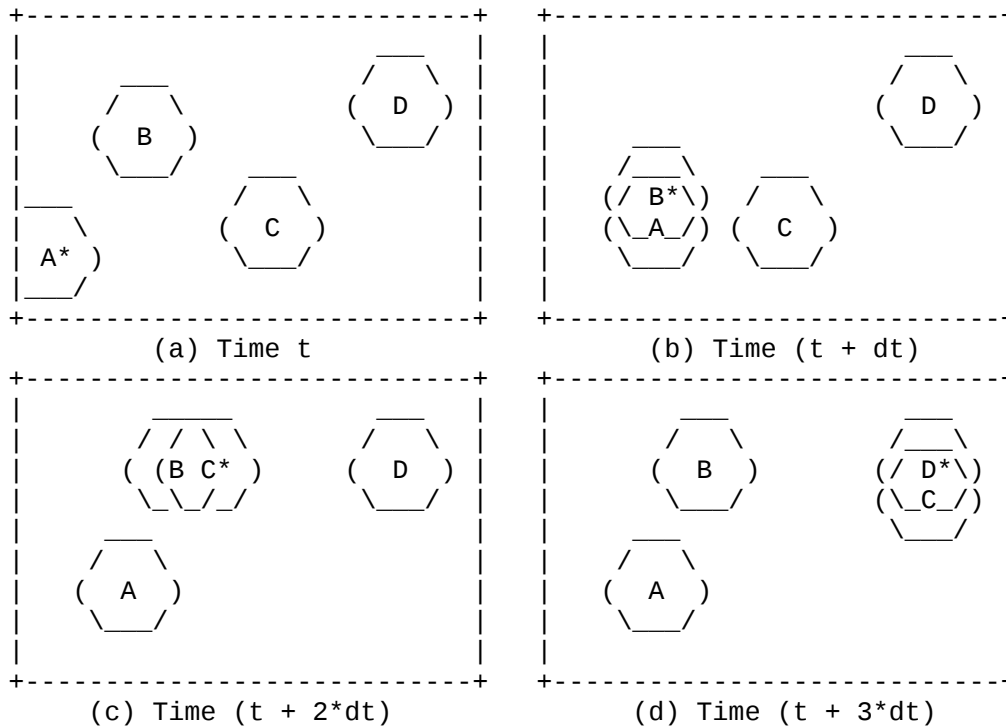 D
B
C
A*
D
B*
A
C
(a) Time t
(b) Time (t + dt)
B C*
D
A
B
D*
C
A
(c) Time (t + 2*dt)
(d) Time (t + 3*dt)